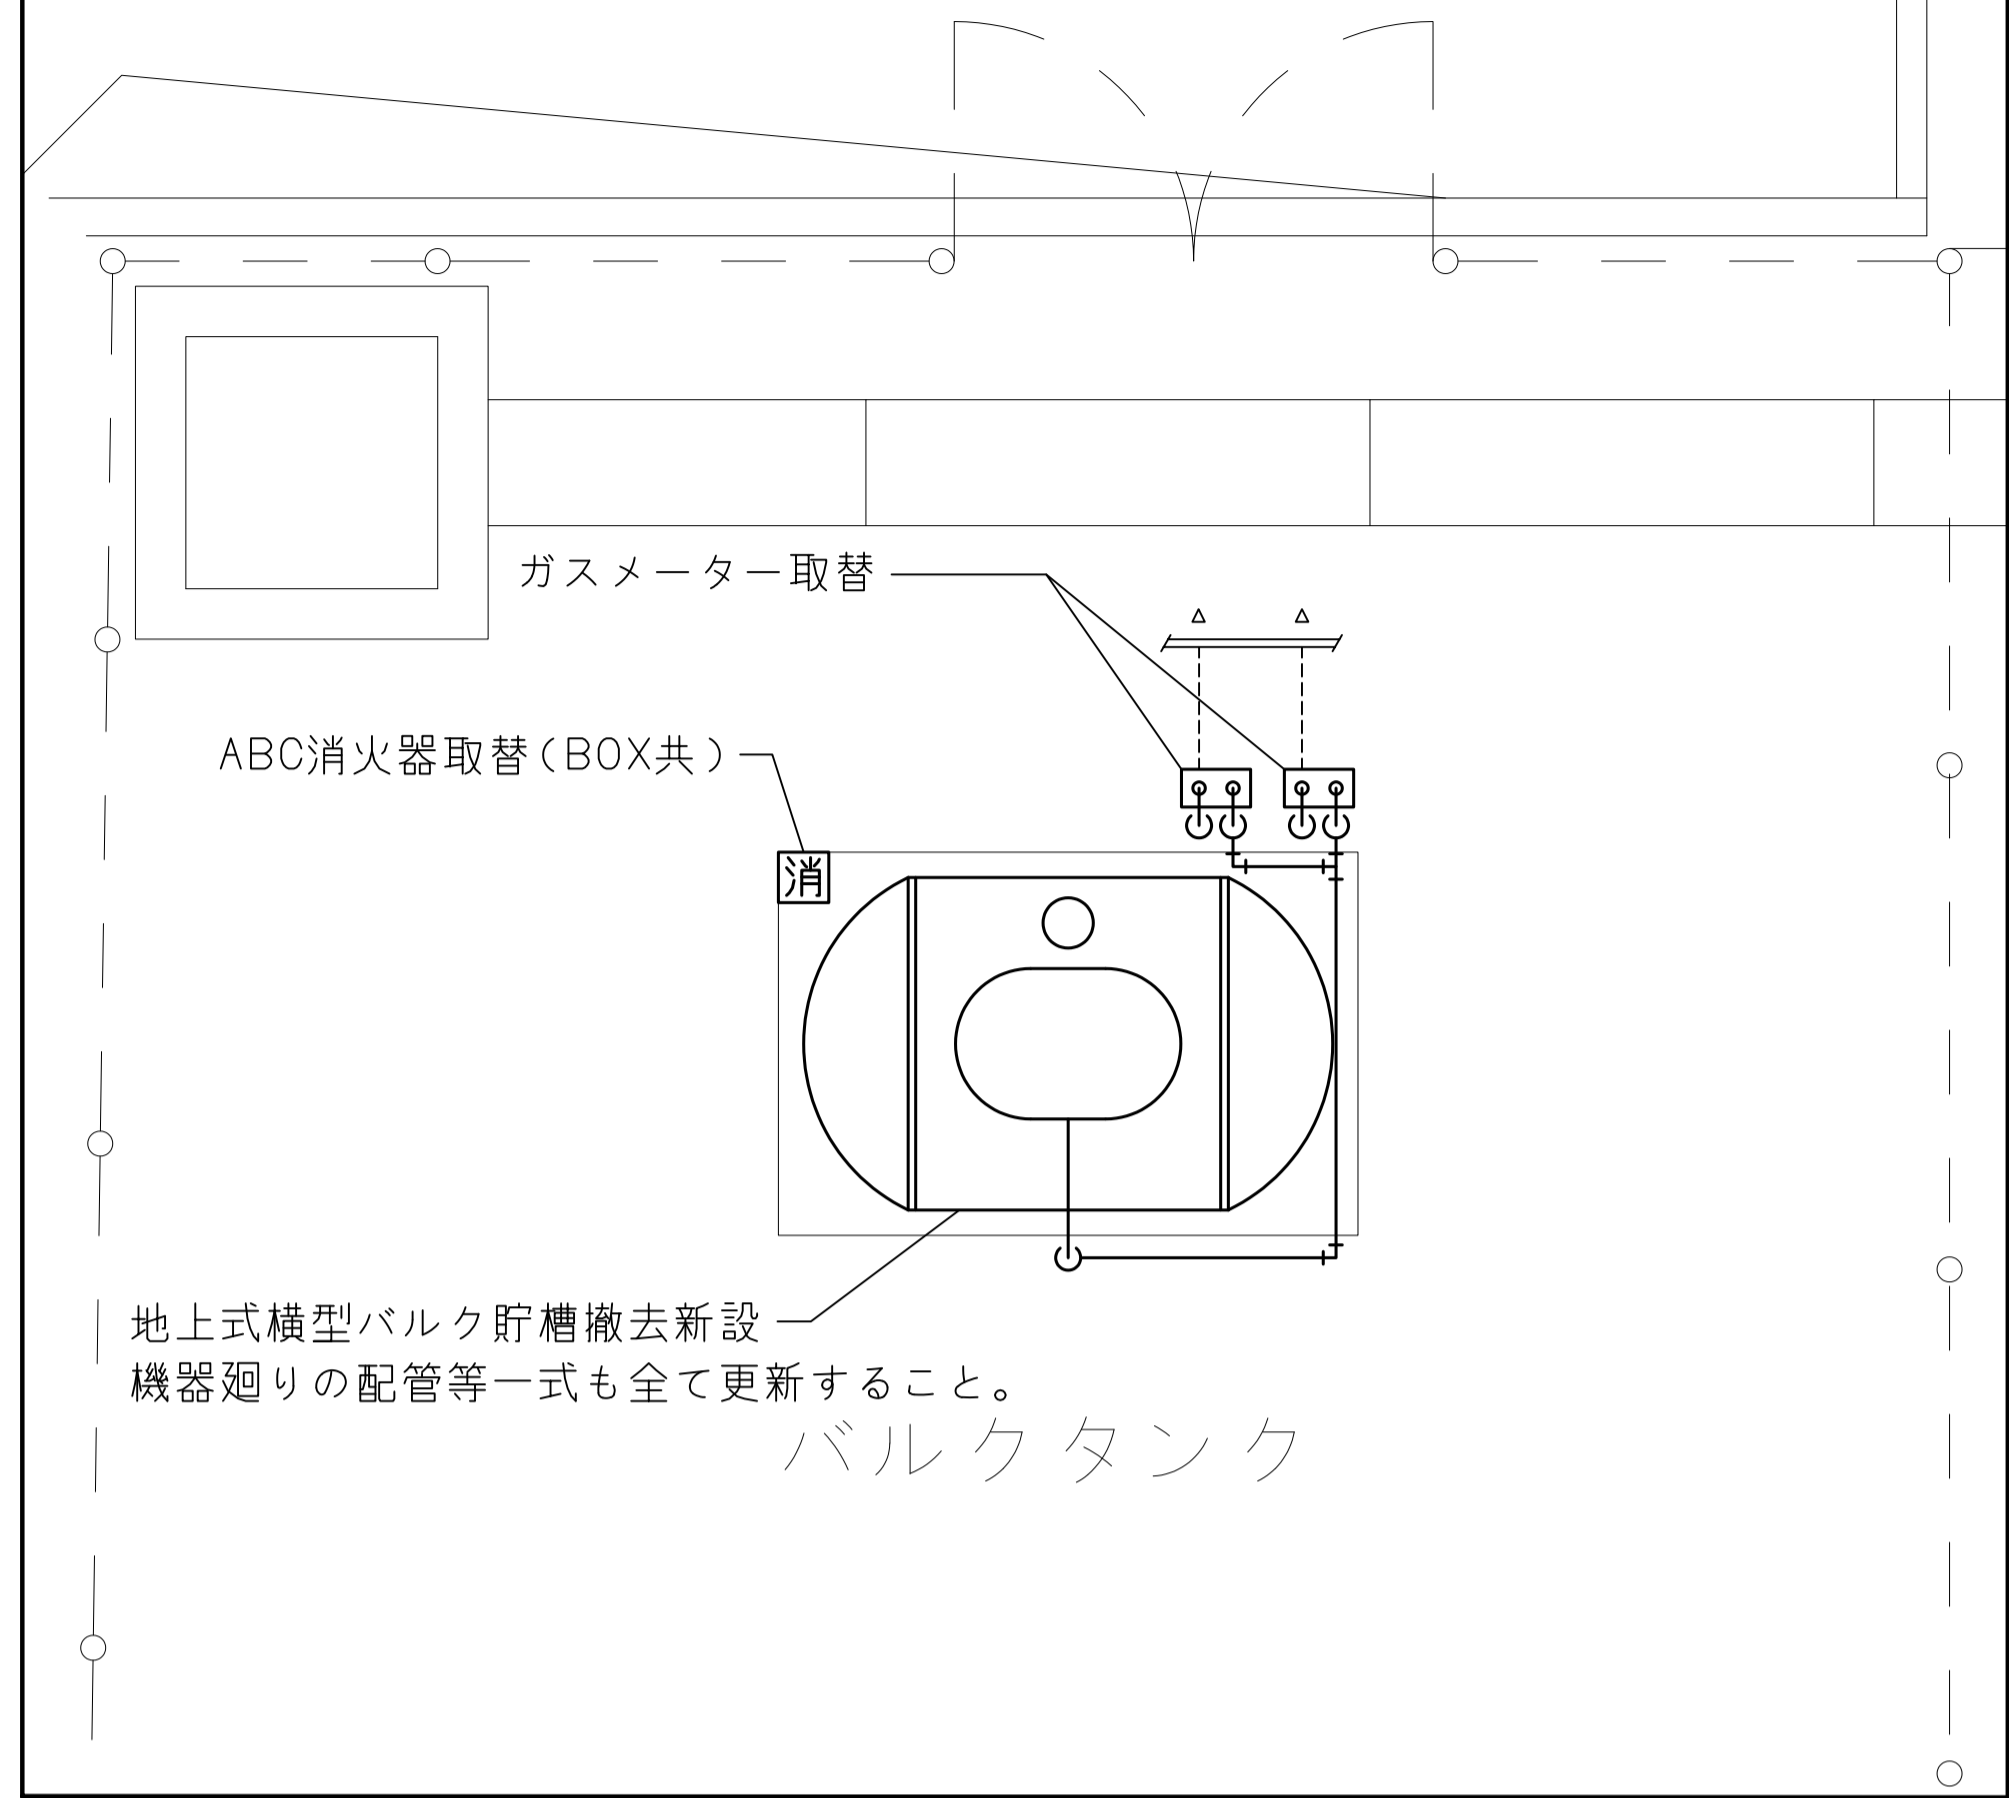 ガスメーター取替
ABC消火器取替(BOX共)
消
地上式横型バルク貯槽撤去新設
機器廻りの配管等一式も全て更新すること。
バルクタンク